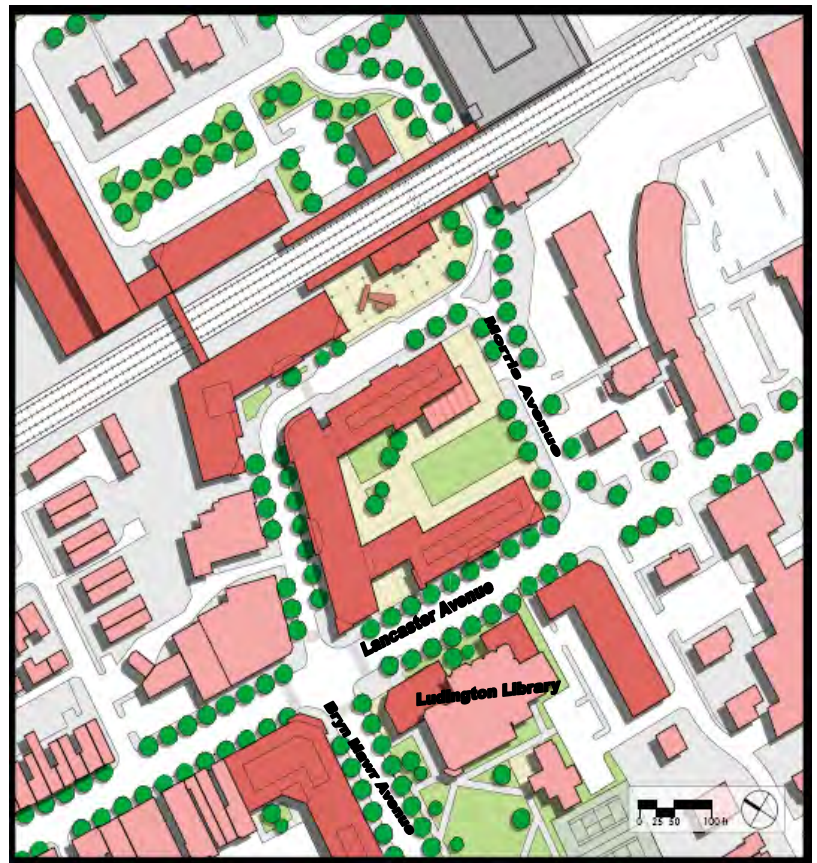 Morris Avenue
Lancaster Avenue
Ludington Library
Bryn Mawr Avenue
0 25 50 100 ft